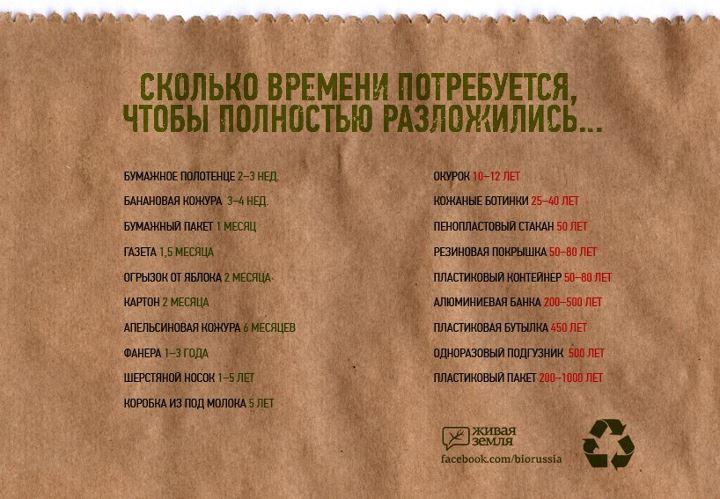 СКОЛЬКО ВРЕМЕНИ ПОТРЕБУЕТСЯ,
ЧТОБЫ ПОЛНОСТЬЮ РАЗЛОЖИЛИСЬ...
БУМАЖНОЕ ПОЛОТЕНЦЕ 2–3 НЕД.
БАНАНОВАЯ КОЖУРА 3–4 НЕД.
БУМАЖНЫЙ ПАКЕТ 1 МЕСЯЦ
ГАЗЕТА 1,5 МЕСЯЦА
ОГРЫЗОК ОТ ЯБЛОКА 2 МЕСЯЦА
КАРТОН 2 МЕСЯЦА
АПЕЛЬСИНОВАЯ КОЖУРА 6 МЕСЯЦЕВ
ФАНЕРА 1–3 ГОДА
ШЕРСТЯНОЙ НОСОК 1–5 ЛЕТ
КОРОБКА ИЗ ПОД МОЛОКА 5 ЛЕТ
ОКУРОК 10–12 ЛЕТ
КОЖАНЫЕ БОТИНКИ 25–40 ЛЕТ
ПЕНОПЛАСТОВЫЙ СТАКАН 50 ЛЕТ
РЕЗИНОВАЯ ПОКРЫШКА 50–80 ЛЕТ
ПЛАСТИКОВЫЙ КОНТЕЙНЕР 50–80 ЛЕТ
АЛЮМИНИЕВАЯ БАНКА 200–500 ЛЕТ
ПЛАСТИКОВАЯ БУТЫЛКА 450 ЛЕТ
ОДНОРАЗОВЫЙ ПОДГУЗНИК 500 ЛЕТ
ПЛАСТИКОВЫЙ ПАКЕТ 200–1000 ЛЕТ
живая
земля
facebook.com/biorussia